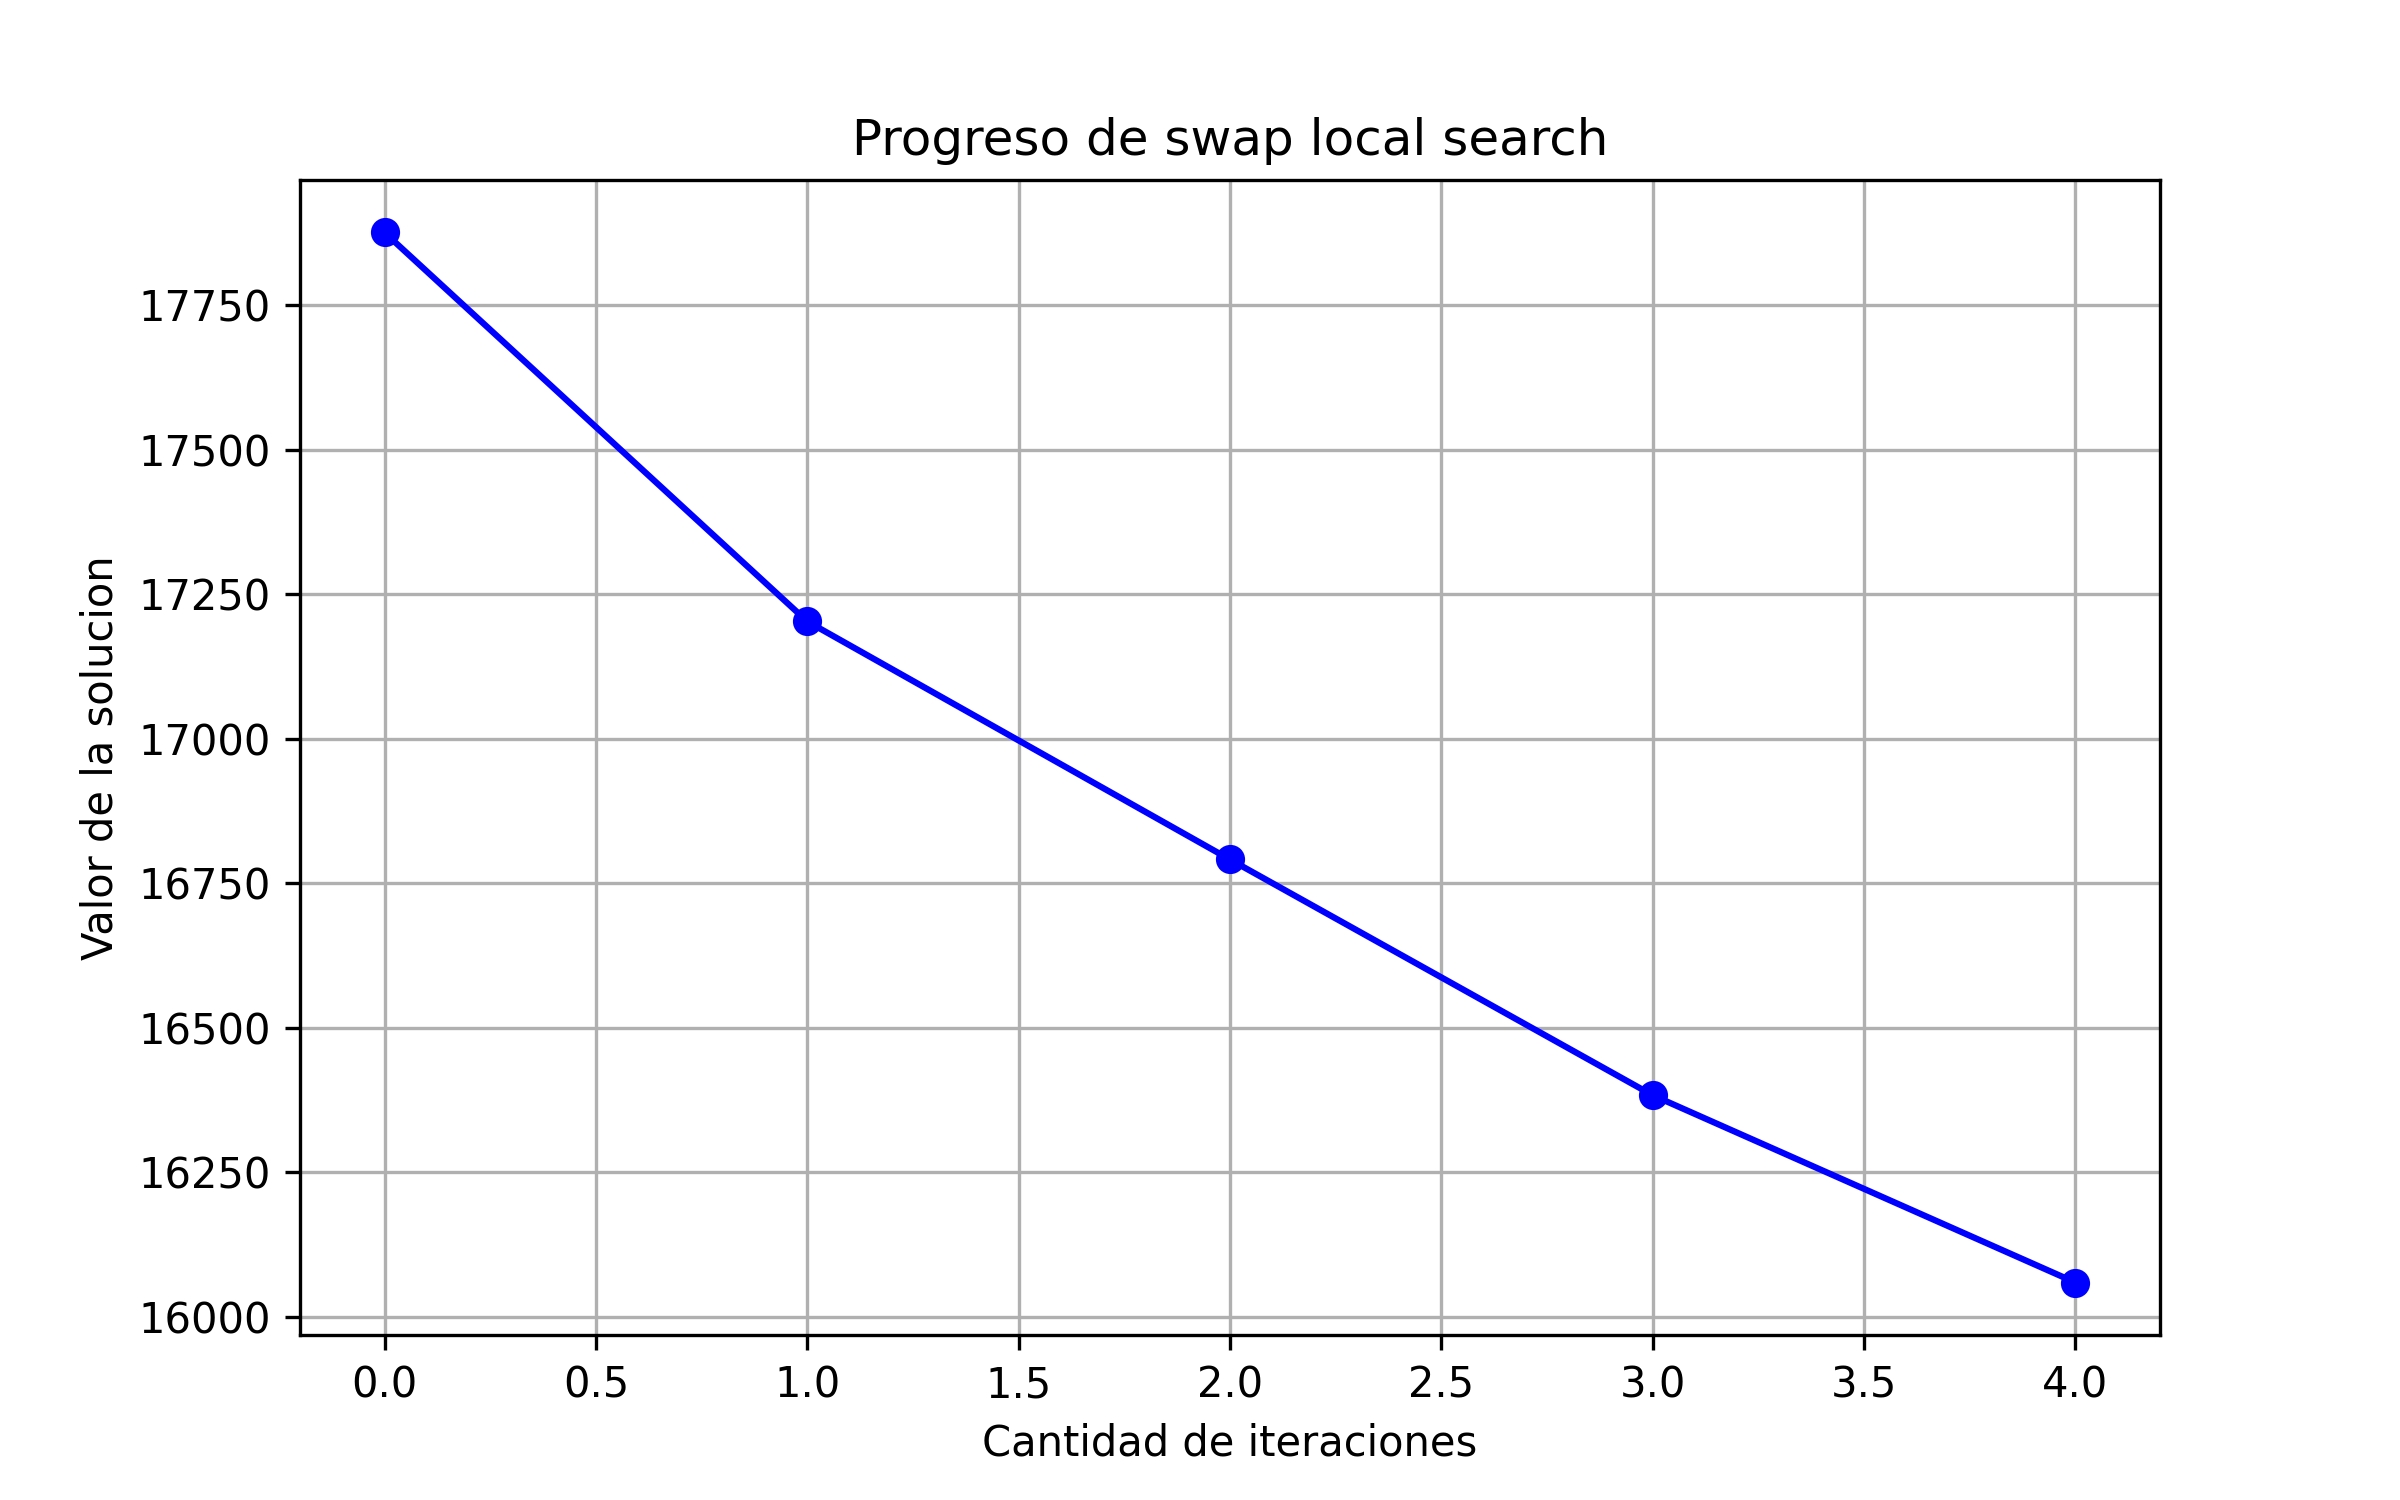 Progreso de swap local search
Valor de la solucion
17750
17500
17250
17000
16750
16500
16250
16000
0.0 0.5 1.0 1.5 2.0 2.5 3.0 3.5 4.0
Cantidad de iteraciones